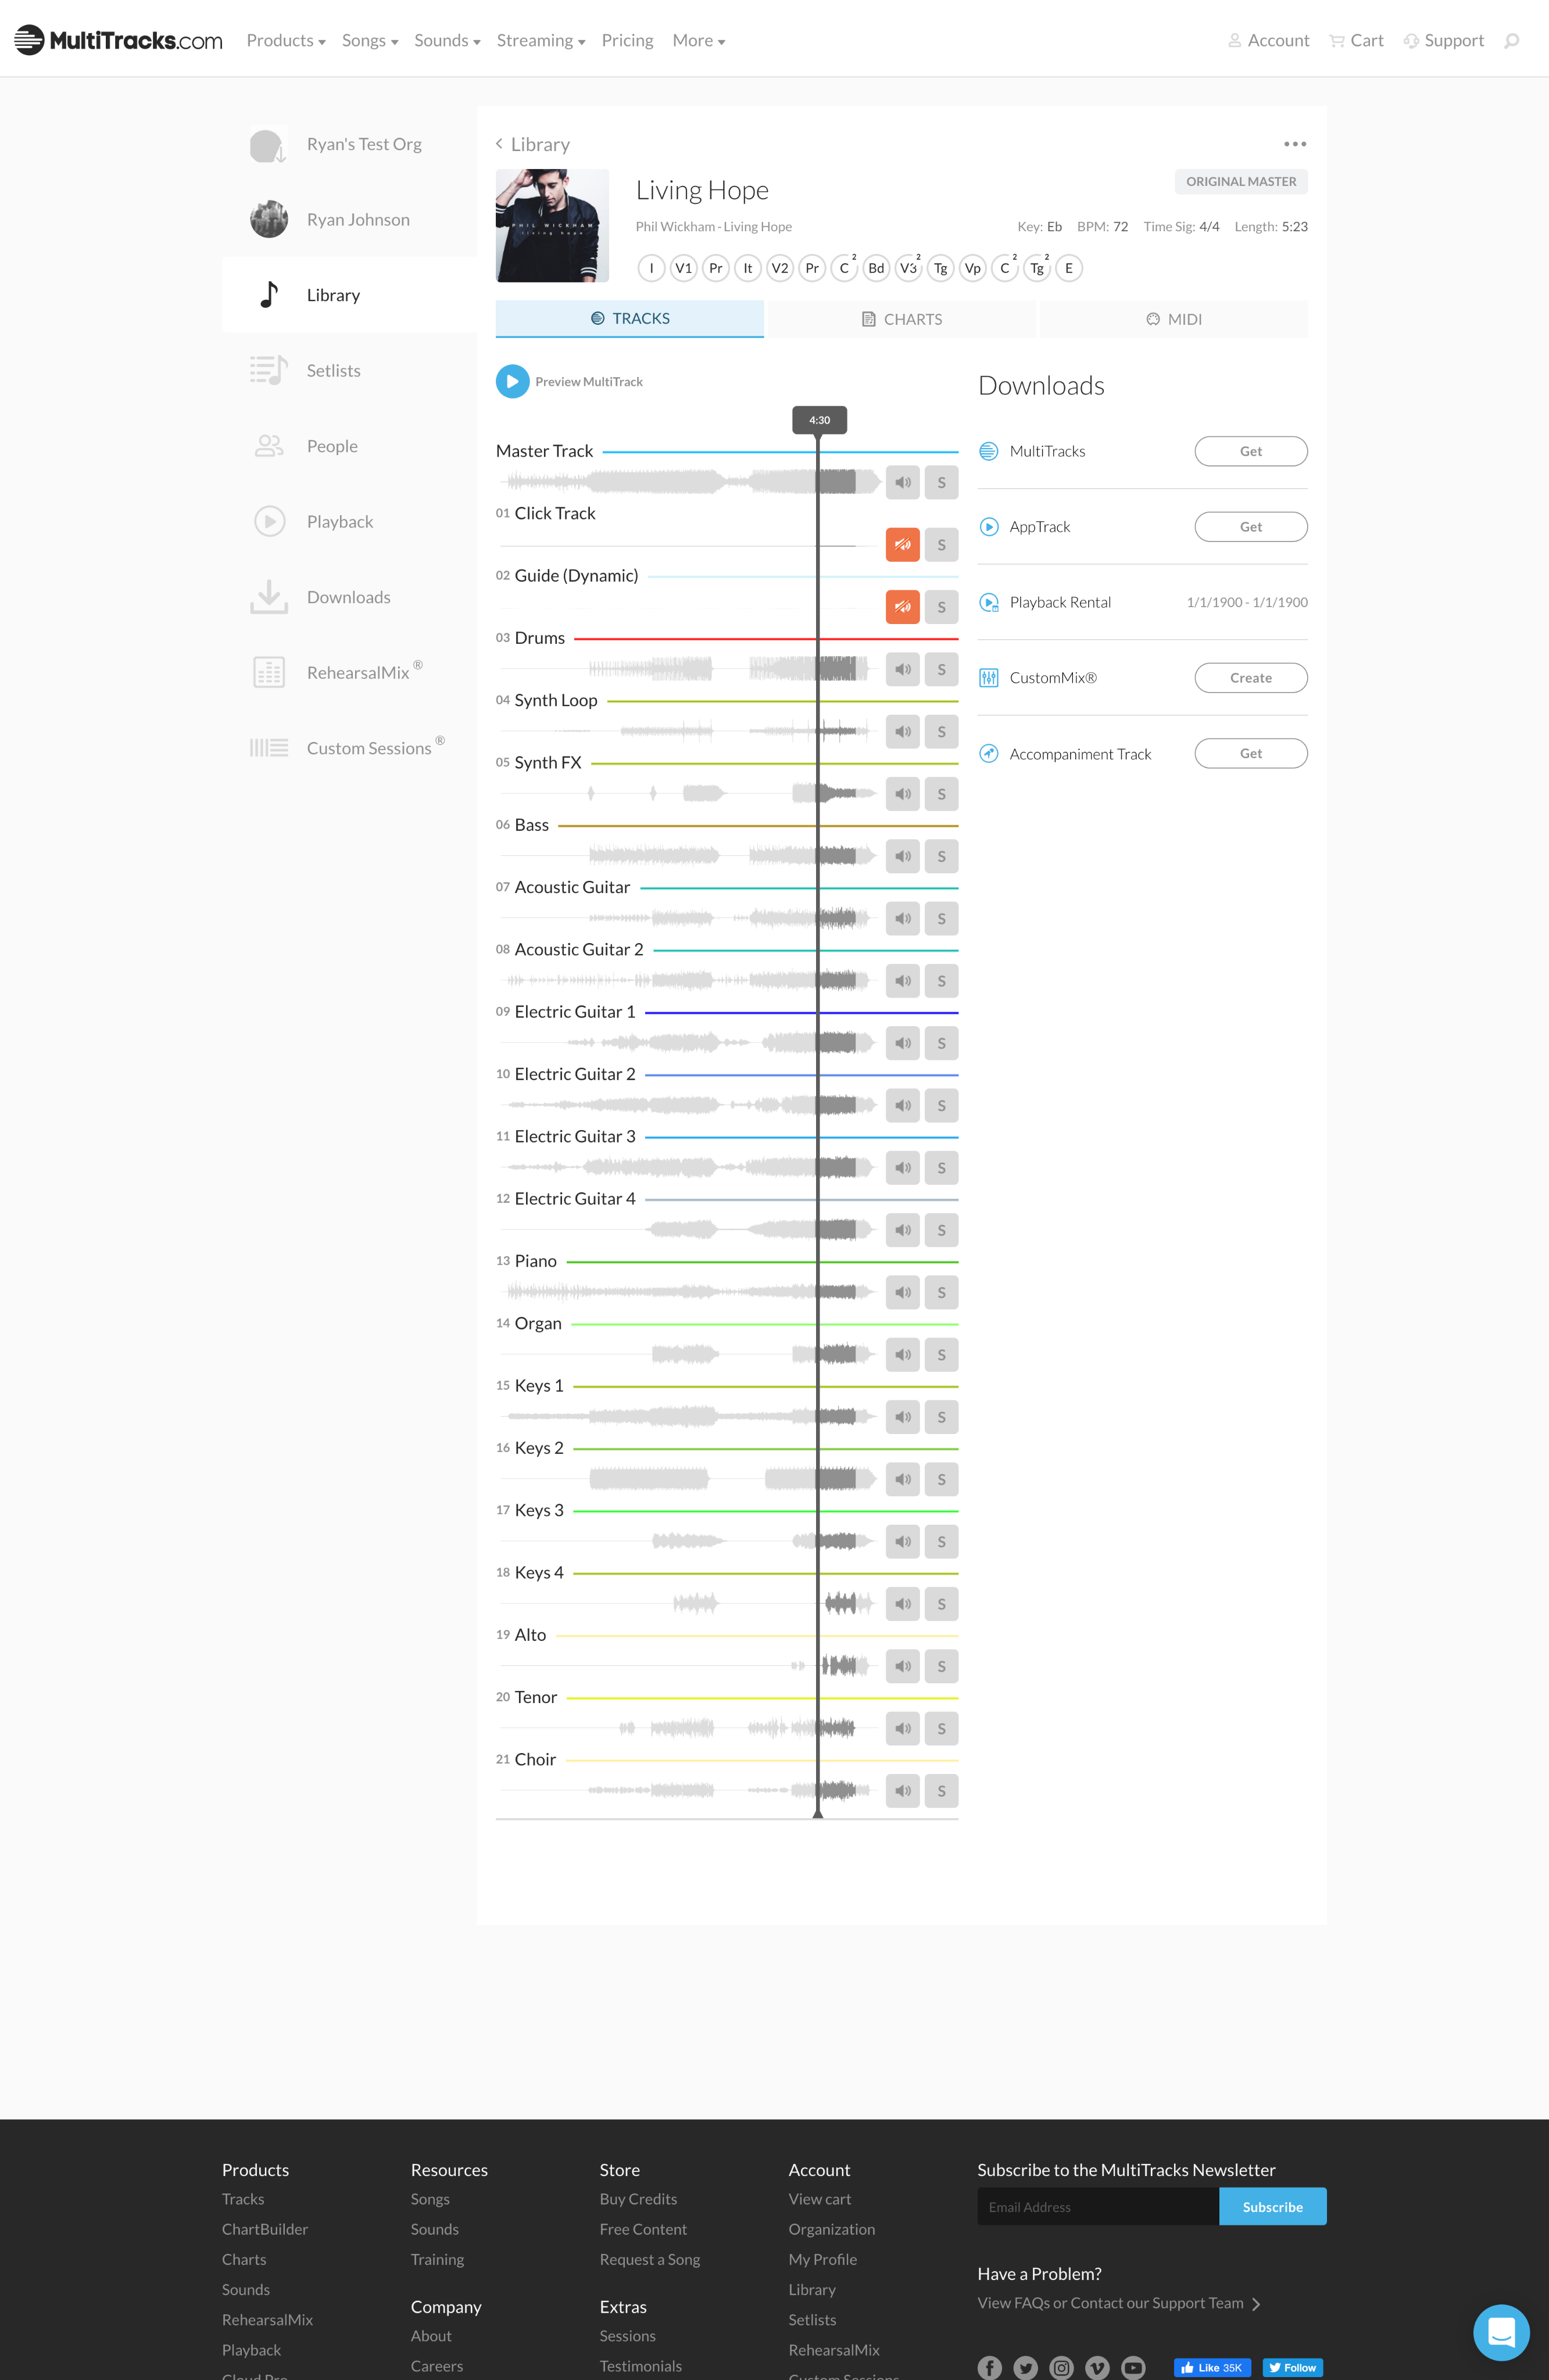 MultiTracks.com Products Songs Sounds Streaming Pricing More Account Cart Support
Ryan's Test Org
Ryan Johnson
Library
Setlists
People
Playback
Downloads
RehearsalMix ®
Custom Sessions ®
Library
PHIL WICKHAM
living hope
Living Hope
ORIGINAL MASTER
Phil Wickham - Living Hope
Key: Eb BPM: 72 Time Sig: 4/4 Length: 5:23
I V1 Pr It V2 Pr C 2 Bd V3 2 Tg Vp C 2 Tg 2 E
TRACKS CHARTS MIDI
Preview MultiTrack
4:30
Master Track
S
01 Click Track
S
02 Guide (Dynamic)
S
03 Drums
S
04 Synth Loop
S
05 Synth FX
S
06 Bass
S
07 Acoustic Guitar
S
08 Acoustic Guitar 2
S
09 Electric Guitar 1
S
10 Electric Guitar 2
S
11 Electric Guitar 3
S
12 Electric Guitar 4
S
13 Piano
S
14 Organ
S
15 Keys 1
S
16 Keys 2
S
17 Keys 3
S
18 Keys 4
S
19 Alto
S
20 Tenor
S
21 Choir
S
Downloads
MultiTracks Get
AppTrack Get
Playback Rental 1/1/1900 - 1/1/1900
CustomMix® Create
Accompaniment Track Get
Products
Tracks
ChartBuilder
Charts
Sounds
RehearsalMix
Playback
Cloud Pro
Resources
Songs
Sounds
Training
Company
About
Careers
Store
Buy Credits
Free Content
Request a Song
Extras
Sessions
Testimonials
Account
View cart
Organization
My Profile
Library
Setlists
RehearsalMix
Custom Sessions
Subscribe to the MultiTracks Newsletter
Email Address Subscribe
Have a Problem?
View FAQs or Contact our Support Team
Like 35K Follow